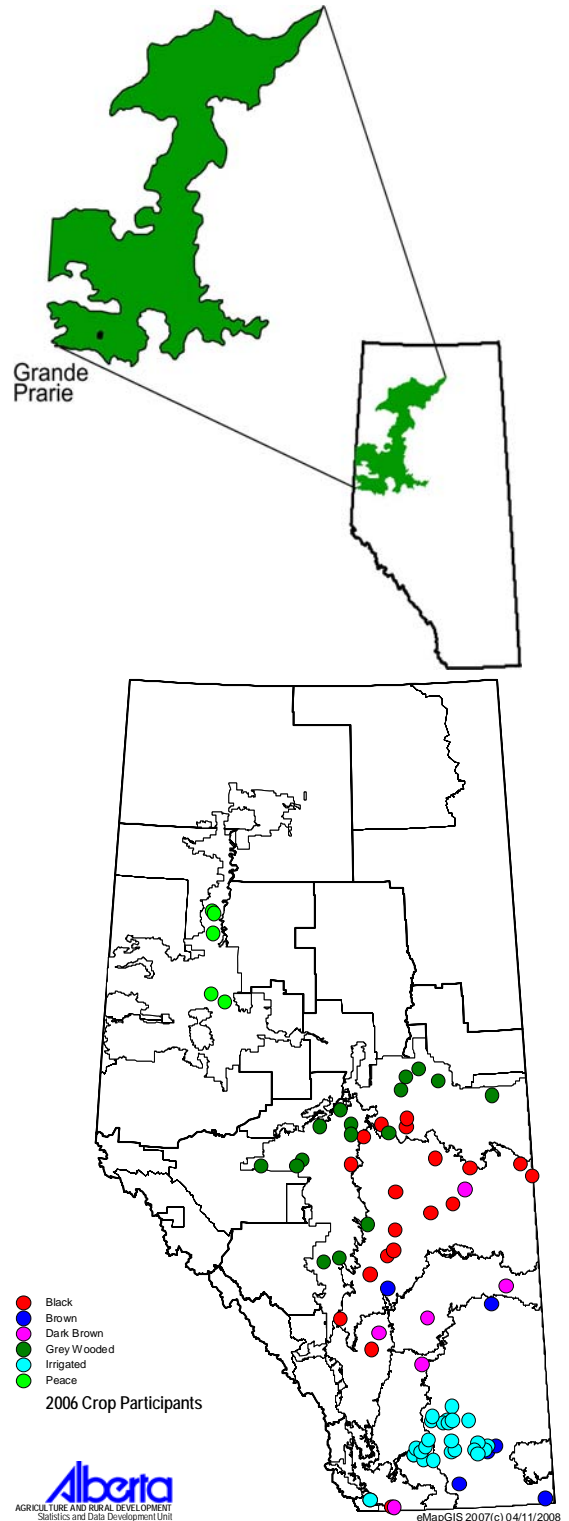 Grande
Prarie
Black
Brown
Dark Brown
Grey Wooded
Irrigated
Peace
2006 Crop Participants
Alberta
AGRICULTURE AND RURAL DEVELOPMENT
Statistics and Data Development Unit
eMapGIS 2007(c) 04/11/2008